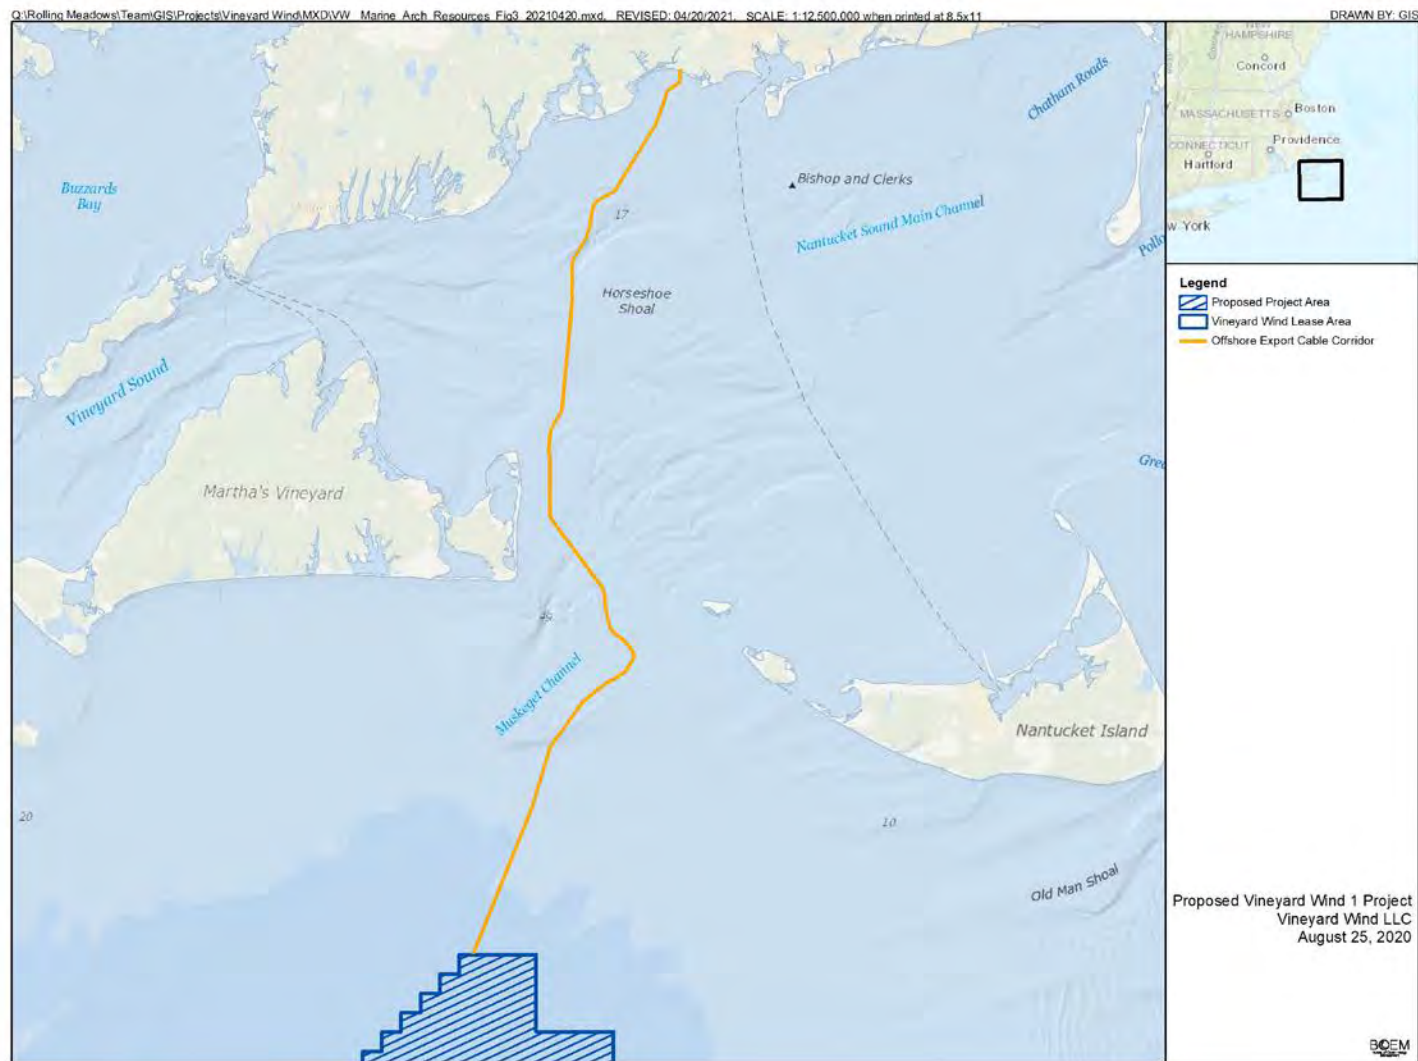 Q:\Rolling Meadows\Team\GIS\Projects\Vineyard Wind\MXD\VW_Marine_Arch_Resources_Fig3_20210420.mxd, REVISED: 04/20/2021, SCALE: 1:12,500,000 when printed at 8.5x11
DRAWN BY: GIS
Chatham Roads
Buzzards
Bay
Bishop and Clerks
17
Nantucket Sound Main Channel
Horseshoe
Shoal
Vineyard Sound
Martha's Vineyard
49
Muskeget Channel
Nantucket Island
20
10
Old Man Shoal
HAMPSHIRE
Concord
MASSACHUSETTS
Boston
CONNECTICUT
Providence
Hartford
w York
Legend
Proposed Project Area
Vineyard Wind Lease Area
Offshore Export Cable Corridor
Proposed Vineyard Wind 1 Project
Vineyard Wind LLC
August 25, 2020
BOEM